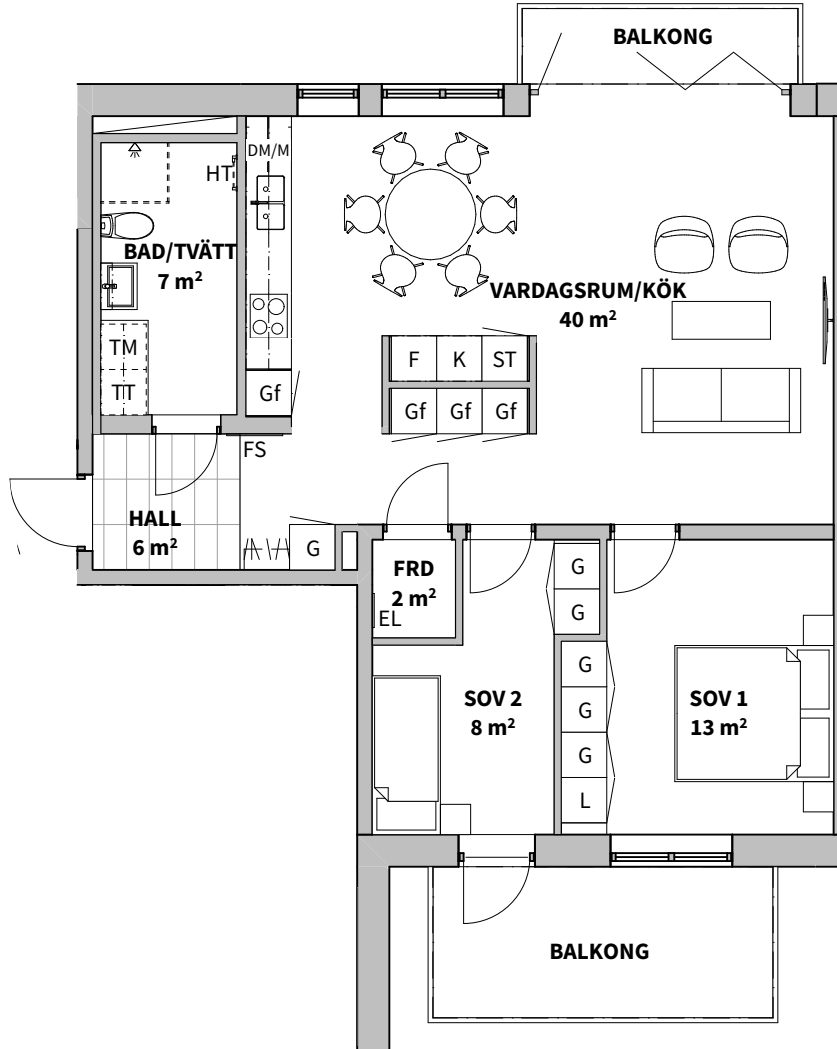 BALKONG
DM/M
HT
BAD/TVÄTT
7 m²
VARDAGSRUM/KÖK
40 m²
TM
TT
Gf
F K ST
Gf Gf Gf
FS
HALL
6 m²
G
FRD
2 m²
EL
G
G
G
G
G
L
SOV 2
8 m²
SOV 1
13 m²
BALKONG